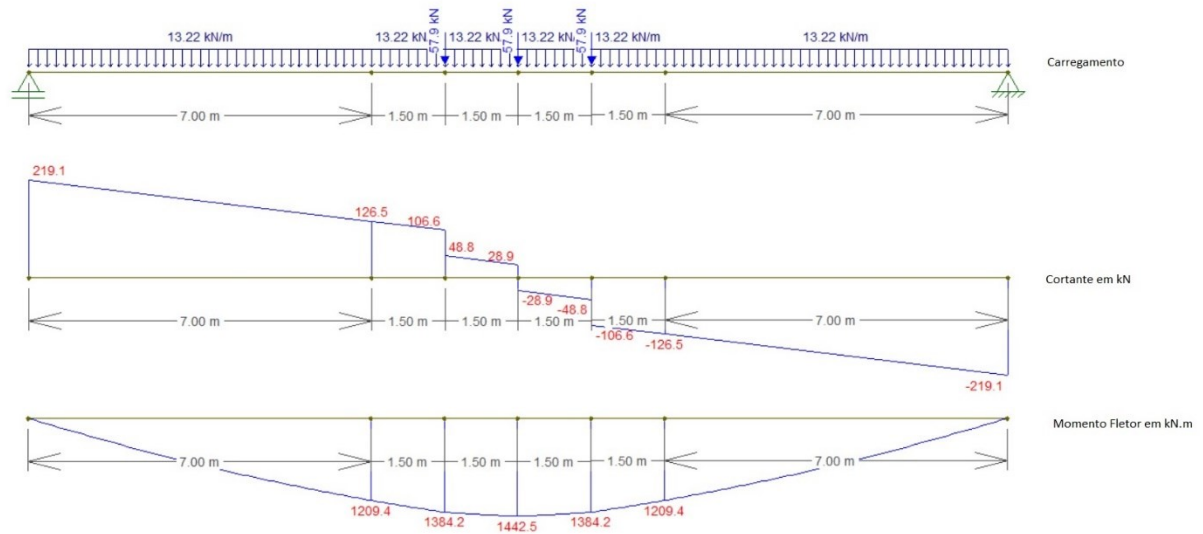 57.9 kN 57.9 kN 57.9 kN
13.22 kN/m 13.22 kN 13.22 kN/m 13.22 kN/m 13.22 kN/m 13.22 kN/m
Carregamento
7.00 m 1.50 m 1.50 m 1.50 m 1.50 m 7.00 m
219.1
126.5 106.6
48.8 28.9
Cortante em kN
-28.9 -48.8
7.00 m 1.50 m 1.50 m 1.50 m 1.50 m 7.00 m
-106.6 -126.5
-219.1
Momento Fletor em kN.m
7.00 m 1.50 m 1.50 m 1.50 m 1.50 m 7.00 m
1209.4 1384.2 1442.5 1384.2 1209.4